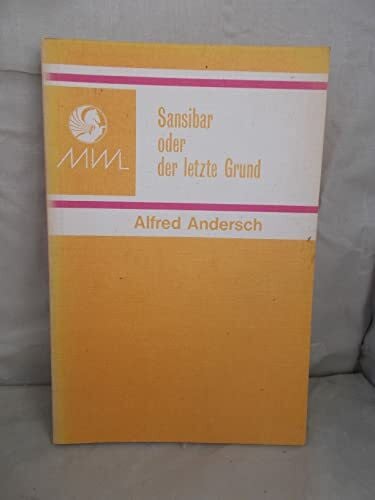 MWL
Sansibar
oder
der letzte Grund
Alfred Andersch